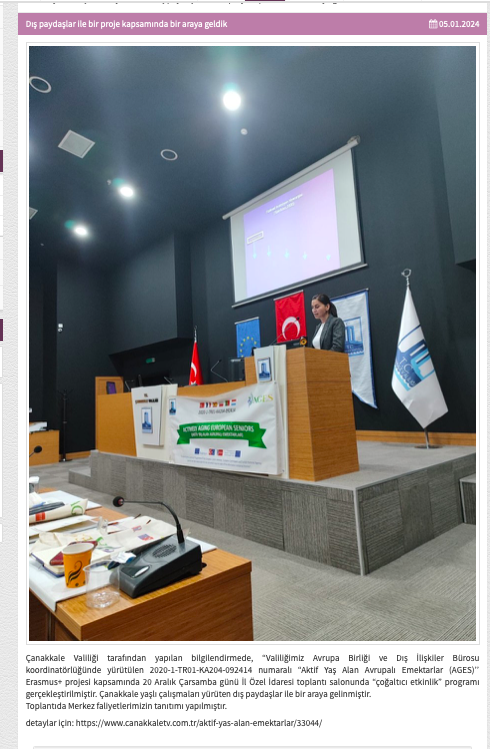 Dış paydaşlar ile bir proje kapsamında bir araya geldik
05.01.2024
AGES
ACTIVELY AGING EUROPEAN SENIORS
Çanakkale Valiliği tarafından yapılan bilgilendirmede, "Valiliğimiz Avrupa Birliği ve Dış İlişkiler Bürosu
koordinatörlüğünde yürütülen 2020-1-TR01-KA204-092414 numaralı "Aktif Yaş Alan Avrupalı Emektarlar (AGES)''
Erasmus+ projesi kapsamında 20 Aralık Çarşamba günü İl Özel İdaresi toplantı salonunda "çoğaltıcı etkinlik" programı
gerçekleştirilmiştir. Çanakkale yaşlı çalışmaları yürüten dış paydaşlar ile bir araya gelinmiştir.
Toplantıda Merkez faliyetlerimizin tanıtımı yapılmıştır.
detaylar için: https://www.canakkaletv.com.tr/aktif-yas-alan-emektarlar/33044/